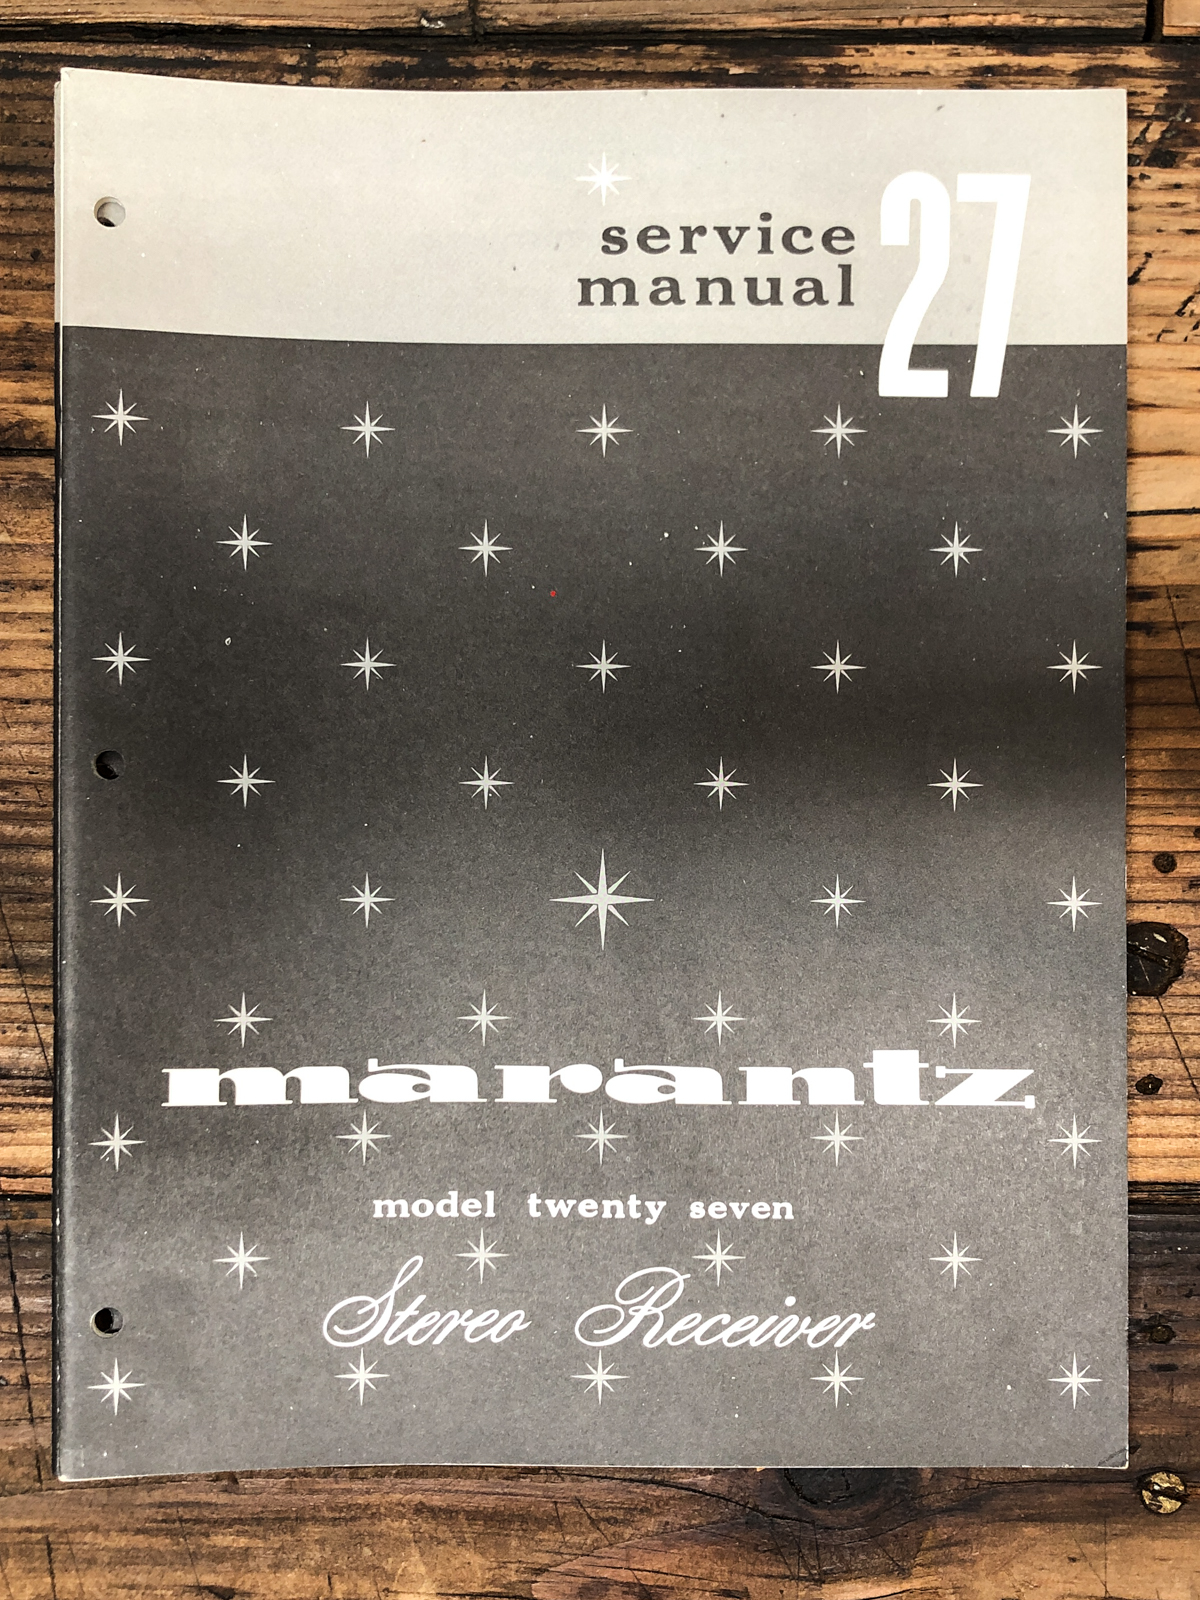 service
manual
27
marantz
model twenty seven
Stereo Receiver